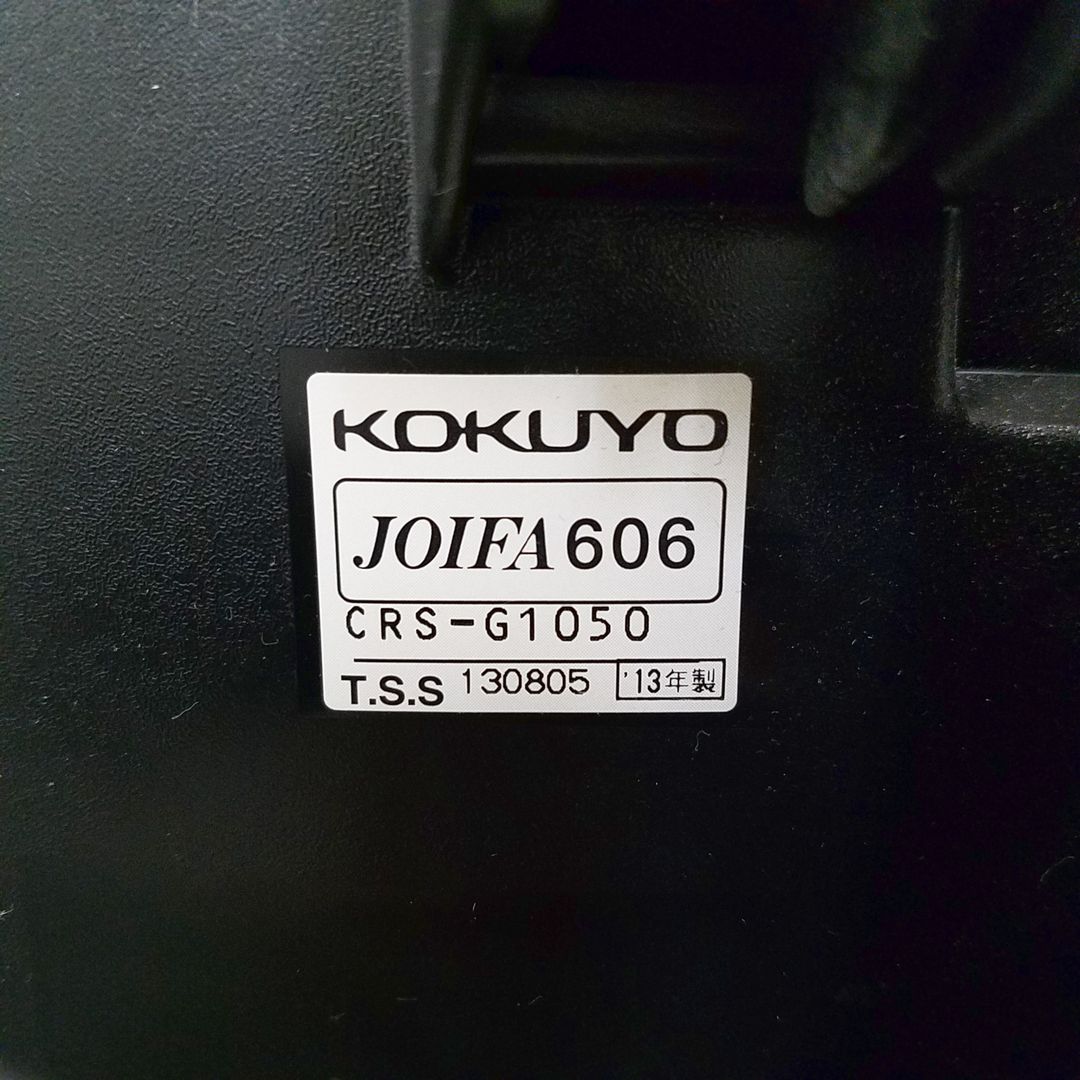 KOKUYO
JOIFA 606
CRS-G1050
T.S.S 130805 '13年製